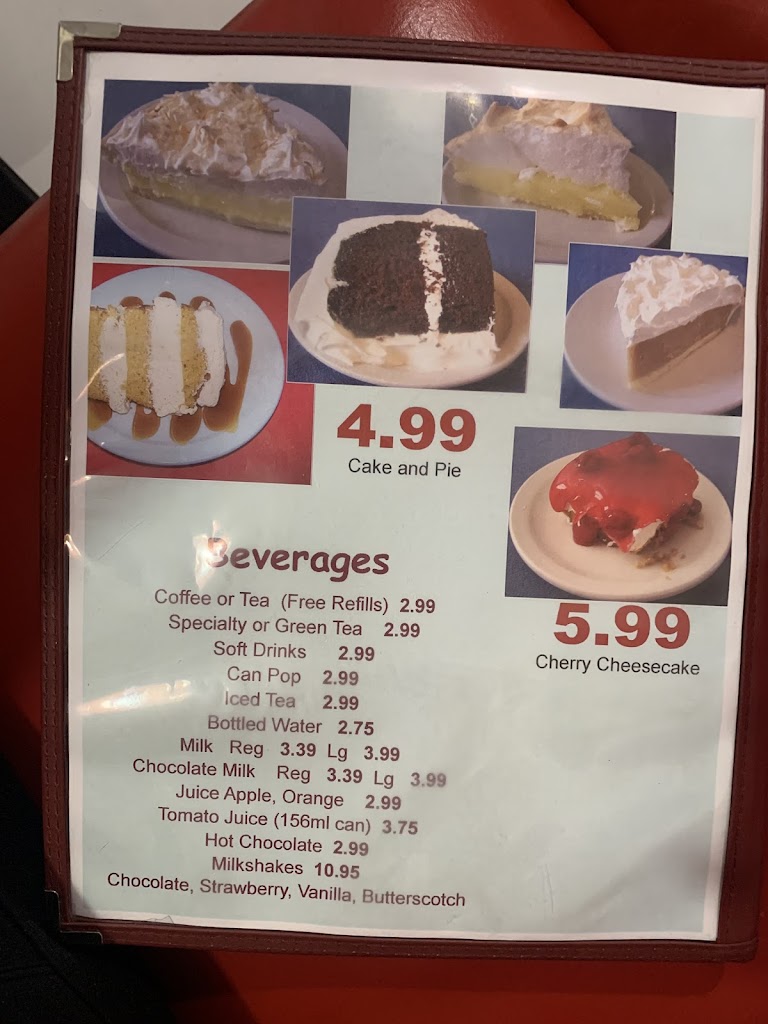 4.99
Cake and Pie
5.99
Cherry Cheesecake
Beverages
Coffee or Tea (Free Refills) 2.99
Specialty or Green Tea 2.99
Soft Drinks 2.99
Can Pop 2.99
Iced Tea 2.99
Bottled Water 2.75
Milk Reg 3.39 Lg 3.99
Chocolate Milk Reg 3.39 Lg 3.99
Juice Apple, Orange 2.99
Tomato Juice (156ml can) 3.75
Hot Chocolate 2.99
Milkshakes 10.95
Chocolate, Strawberry, Vanilla, Butterscotch